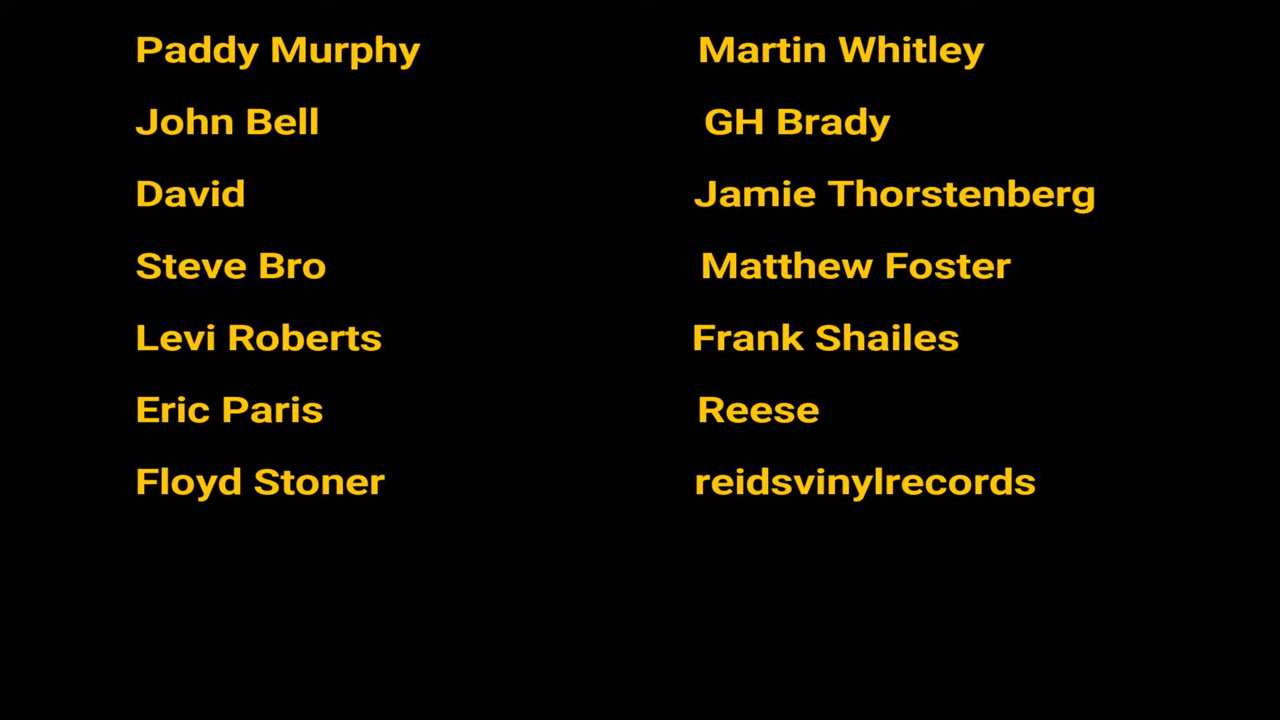 Paddy Murphy
John Bell
David
Steve Bro
Levi Roberts
Eric Paris
Floyd Stoner
Martin Whitley
GH Brady
Jamie Thorstenberg
Matthew Foster
Frank Shailes
Reese
reidsvinylrecords